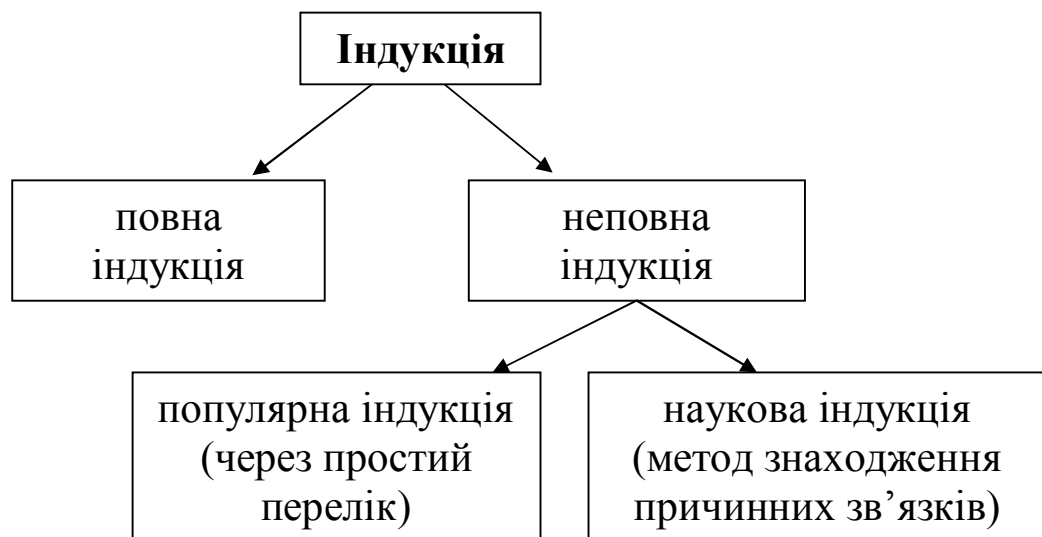 Індукція
повна
індукція
неповна
індукція
популярна індукція
(через простий
перелік)
наукова індукція
(метод знаходження
причинних зв’язків)